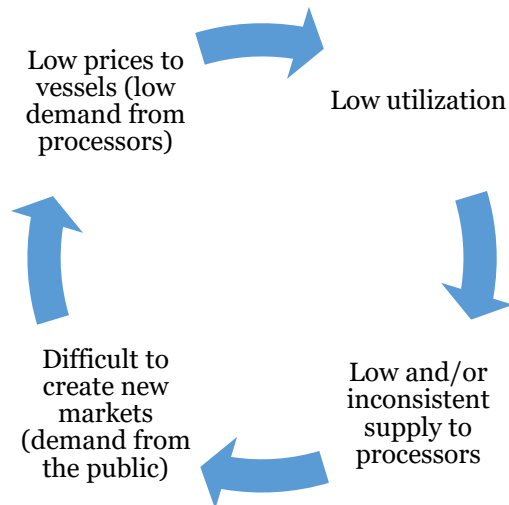 Low prices to
vessels (low
demand from
processors)
Low utilization
Low and/or
inconsistent
supply to
processors
Difficult to
create new
markets
(demand from
the public)